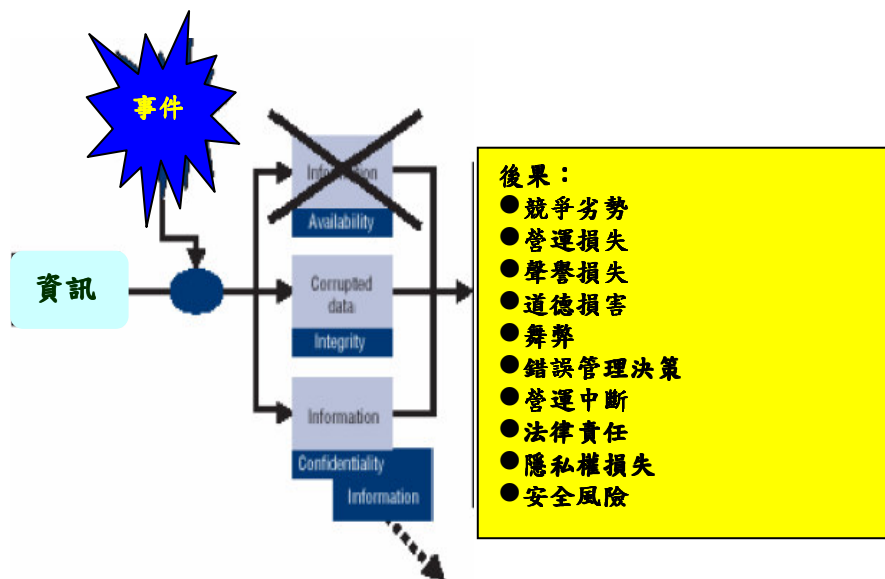 事件
資訊
Information
Availability
Corrupted
data
Integrity
Information
Confidentiality
Information
後果：
●競爭劣勢
●營運損失
●聲譽損失
●道德損害
●舞弊
●錯誤管理決策
●營運中斷
●法律責任
●隱私權損失
●安全風險